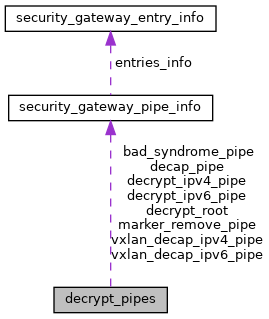 security_gateway_entry_info
entries_info
security_gateway_pipe_info
bad_syndrome_pipe
decap_pipe
decrypt_ipv4_pipe
decrypt_ipv6_pipe
decrypt_root
marker_remove_pipe
vxlan_decap_ipv4_pipe
vxlan_decap_ipv6_pipe
decrypt_pipes